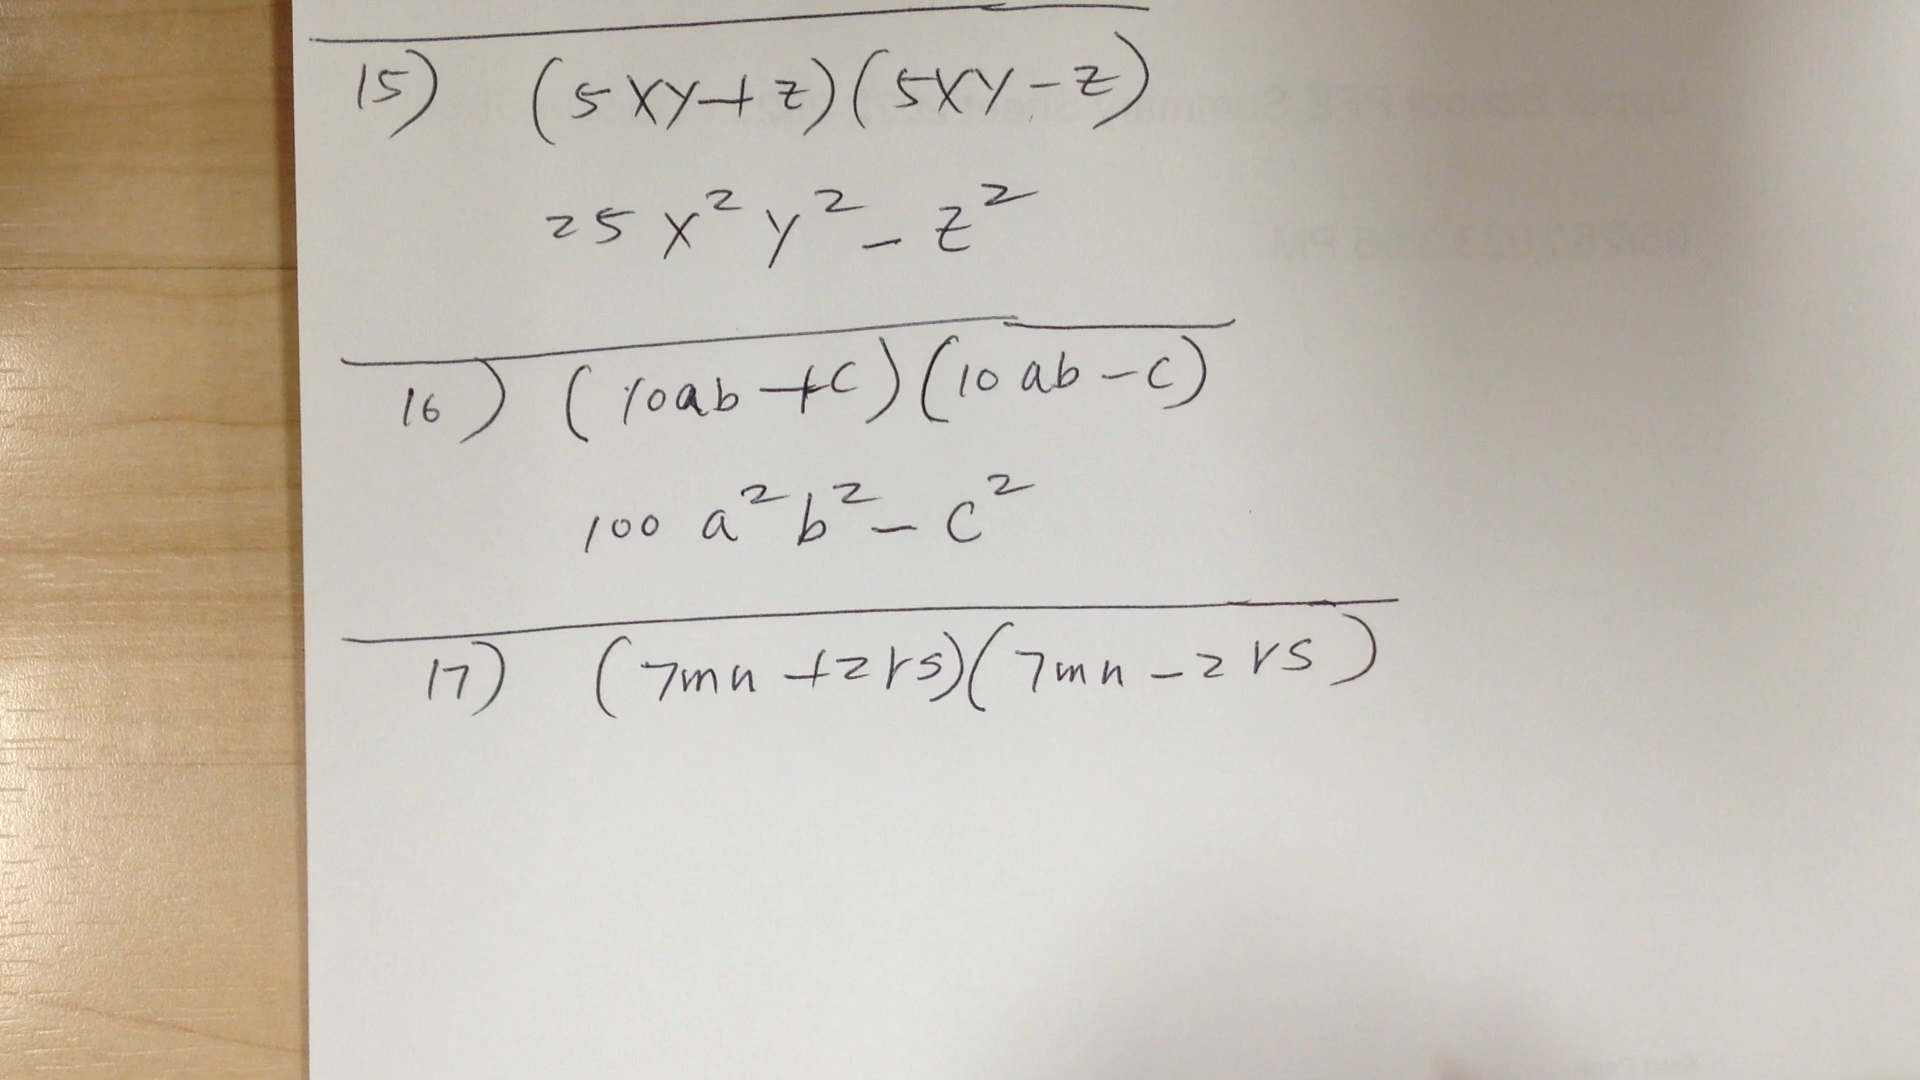 15) (5xy+z)(5xy-z)
25x²y²-z²
16) (10ab+c)(10ab-c)
100a²b²-c²
17) (7mn+2rs)(7mn-2rs)